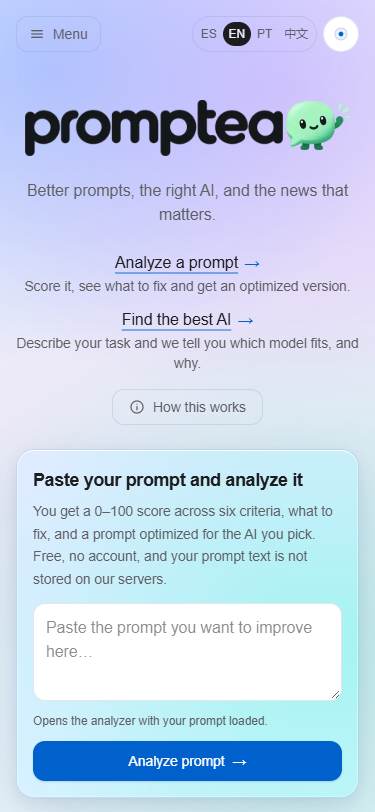 Menu
ES EN PT 中文
promptea
Better prompts, the right AI, and the news that
matters.
Analyze a prompt →
Score it, see what to fix and get an optimized version.
Find the best AI →
Describe your task and we tell you which model fits, and
why.
How this works
Paste your prompt and analyze it
You get a 0–100 score across six criteria, what to
fix, and a prompt optimized for the AI you pick.
Free, no account, and your prompt text is not
stored on our servers.
Paste the prompt you want to improve
here…
Opens the analyzer with your prompt loaded.
Analyze prompt →